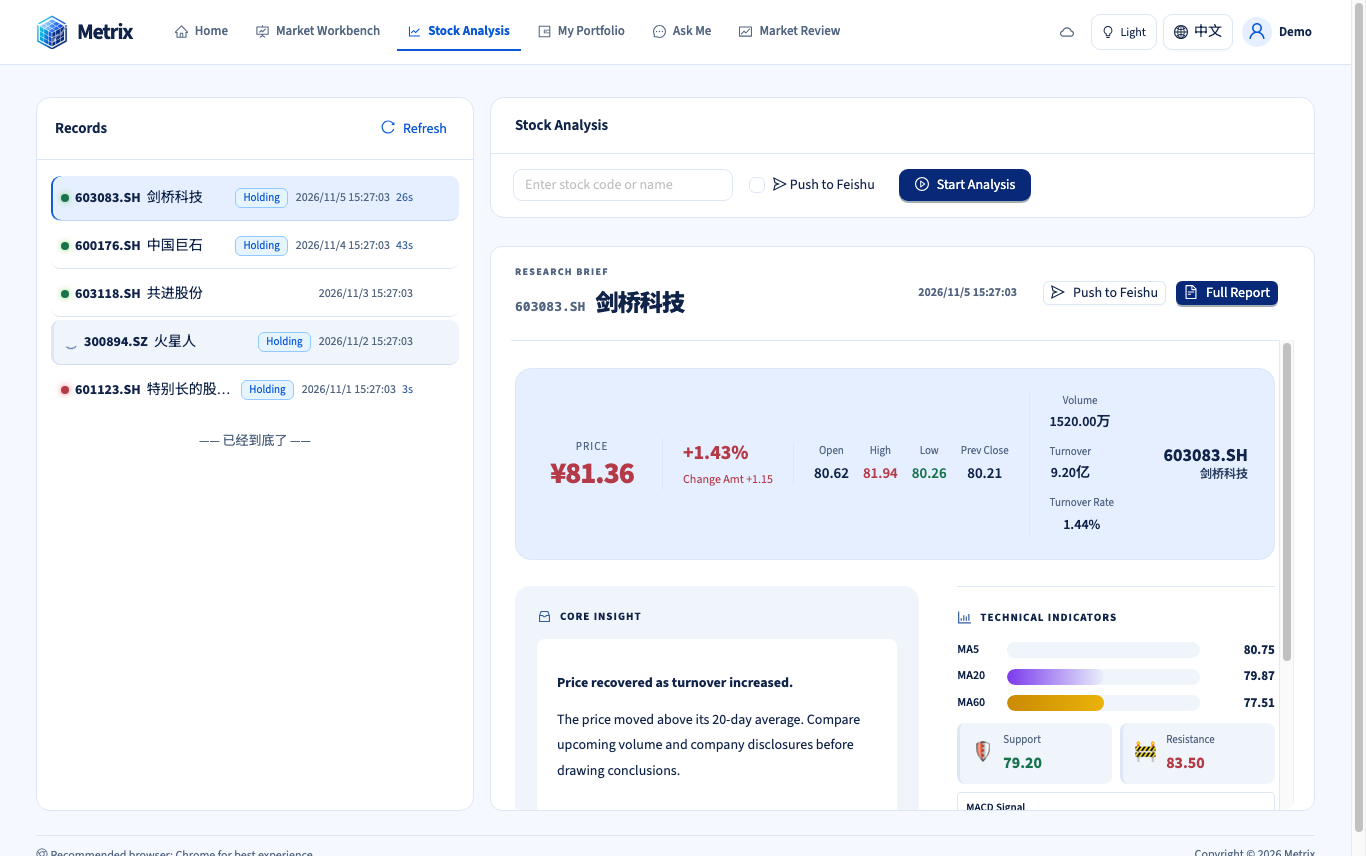 Metrix
Home
Market Workbench
Stock Analysis
My Portfolio
Ask Me
Market Review
Light
中文
Demo
Records
Refresh
603083.SH 剑桥科技 Holding 2026/11/5 15:27:03 26s
600176.SH 中国巨石 Holding 2026/11/4 15:27:03 43s
603118.SH 共进股份 2026/11/3 15:27:03
300894.SZ 火星人 Holding 2026/11/2 15:27:03
601123.SH 特别长的股… Holding 2026/11/1 15:27:03 3s
—— 已经到底了 ——
Stock Analysis
Enter stock code or name
Push to Feishu
Start Analysis
RESEARCH BRIEF
603083.SH 剑桥科技
2026/11/5 15:27:03
Push to Feishu
Full Report
PRICE
¥81.36
+1.43%
Change Amt +1.15
Open
80.62
High
81.94
Low
80.26
Prev Close
80.21
Volume
1520.00万
Turnover
9.20亿
Turnover Rate
1.44%
603083.SH
剑桥科技
CORE INSIGHT
Price recovered as turnover increased.
The price moved above its 20-day average. Compare
upcoming volume and company disclosures before
drawing conclusions.
TECHNICAL INDICATORS
MA5 80.75
MA20 79.87
MA60 77.51
Support
79.20
Resistance
83.50
MACD Signal
Recommended browser: Chrome for best experience
Copyright © 2026 Metrix